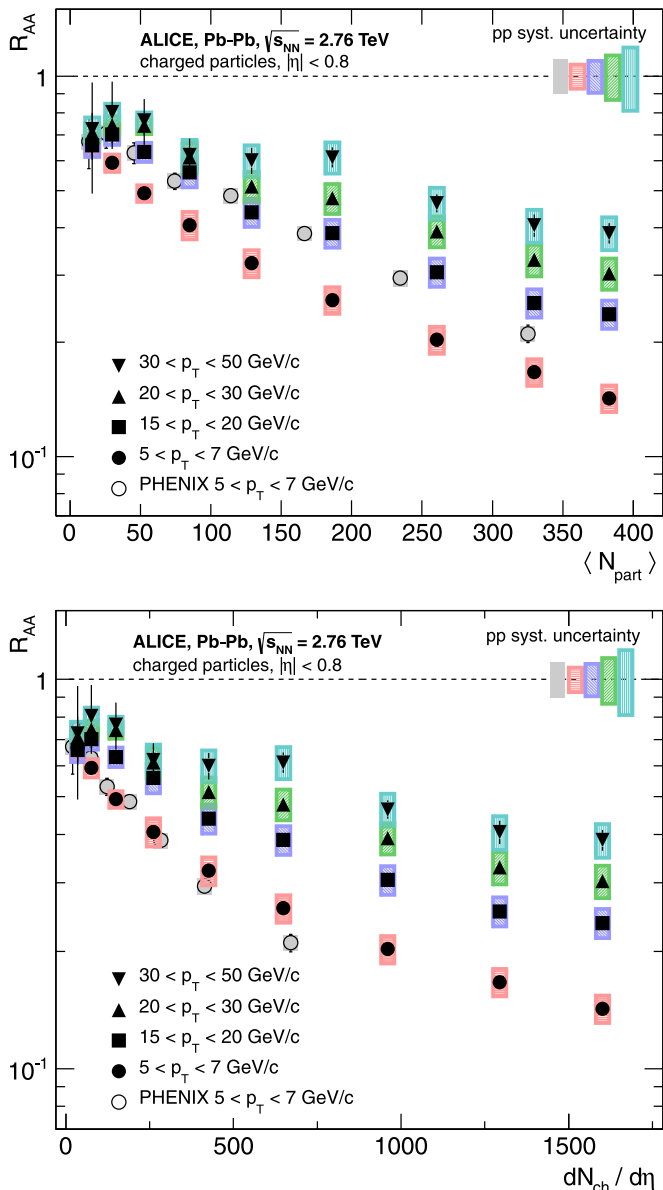 R_AA
ALICE, Pb-Pb, √s_NN = 2.76 TeV
charged particles, |η| < 0.8
pp syst. uncertainty
1
30 < p_T < 50 GeV/c
20 < p_T < 30 GeV/c
15 < p_T < 20 GeV/c
5 < p_T < 7 GeV/c
PHENIX 5 < p_T < 7 GeV/c
10^-1
0 50 100 150 200 250 300 350 400
⟨ N_part ⟩
R_AA
ALICE, Pb-Pb, √s_NN = 2.76 TeV
charged particles, |η| < 0.8
pp syst. uncertainty
1
30 < p_T < 50 GeV/c
20 < p_T < 30 GeV/c
15 < p_T < 20 GeV/c
5 < p_T < 7 GeV/c
PHENIX 5 < p_T < 7 GeV/c
10^-1
0 500 1000 1500
dN_ch / dη